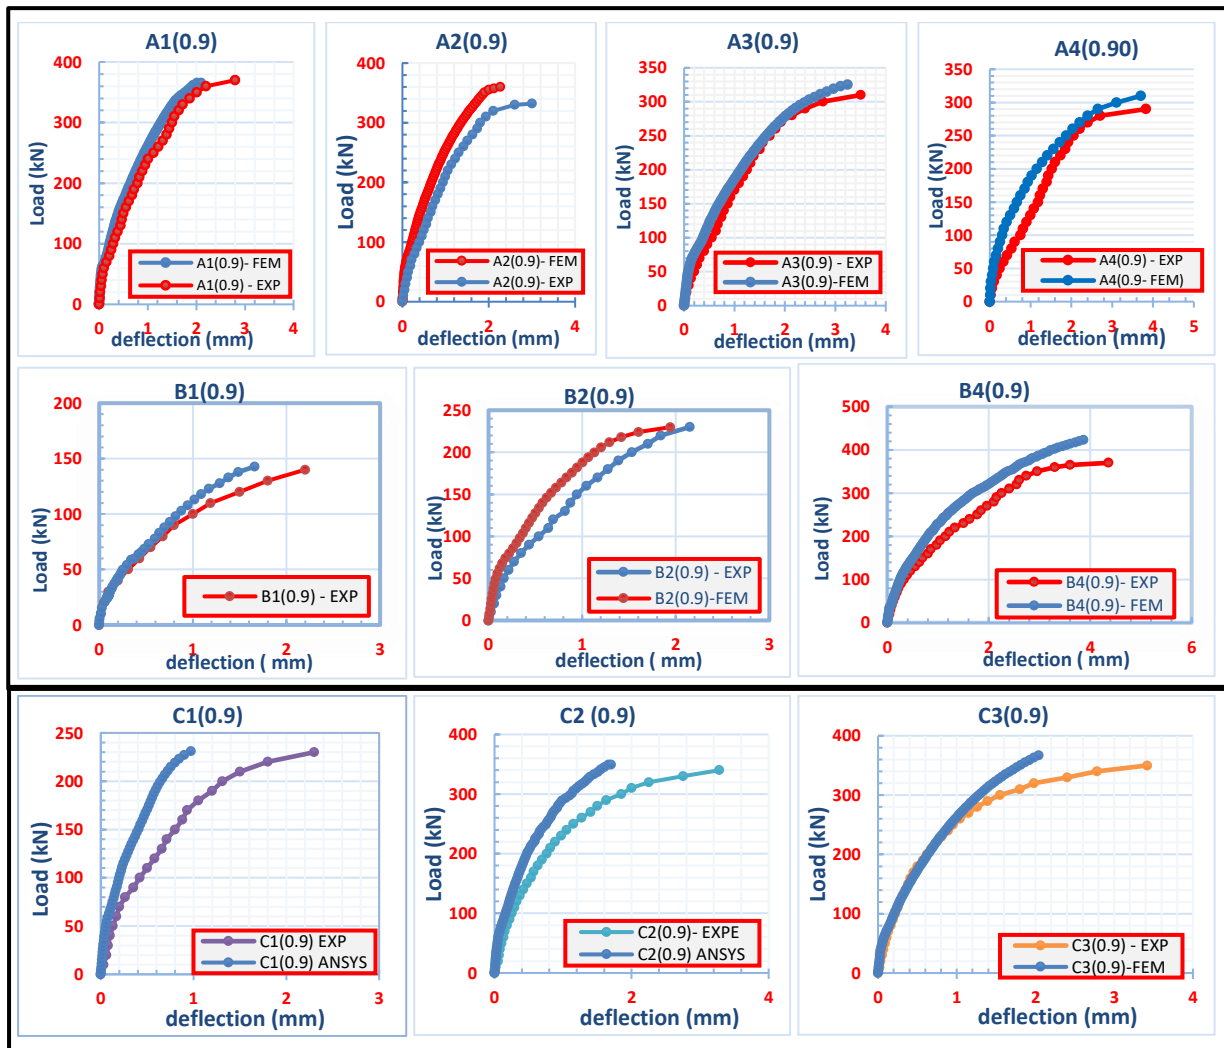 A1(0.9)
400
300
200
100
0
Load (kN)
A1(0.9)- FEM
A1(0.9) - EXP
0 1 2 3 4
deflection (mm)
A2(0.9)
400
300
200
100
0
Load (kN)
A2(0.9)- FEM
A2(0.9)- EXP
0 2 4
deflection (mm)
A3(0.9)
350
300
250
200
150
100
50
0
Load (kN)
A3(0.9) - EXP
A3(0.9)-FEM
0 1 2 3 4
deflection (mm)
A4(0.90)
350
300
250
200
150
100
50
0
Load (KN)
A4(0.9) - EXP
A4(0.9- FEM)
0 1 2 3 4 5
deflection (mm)
B1(0.9)
200
150
100
50
0
Load (kN)
B1(0.9) - EXP
0 1 2 3
deflection ( mm)
B2(0.9)
250
200
150
100
50
0
Load (kN)
B2(0.9) - EXP
B2(0.9)-FEM
0 1 2 3
deflection ( mm)
B4(0.9)
500
400
300
200
100
0
Load (kN)
B4(0.9)- EXP
B4(0.9)- FEM
0 2 4 6
deflection (mm)
C1(0.9)
250
200
150
100
50
0
Load (kN)
C1(0.9) EXP
C1(0.9) ANSYS
0 1 2 3
deflection (mm)
C2 (0.9)
400
300
200
100
0
Load (kN)
C2(0.9)- EXPE
C2(0.9) ANSYS
0 2 4
deflection (mm)
C3(0.9)
400
300
200
100
0
Load (kN)
C3(0.9) - EXP
C3(0.9)-FEM
0 1 2 3 4
deflection (mm)